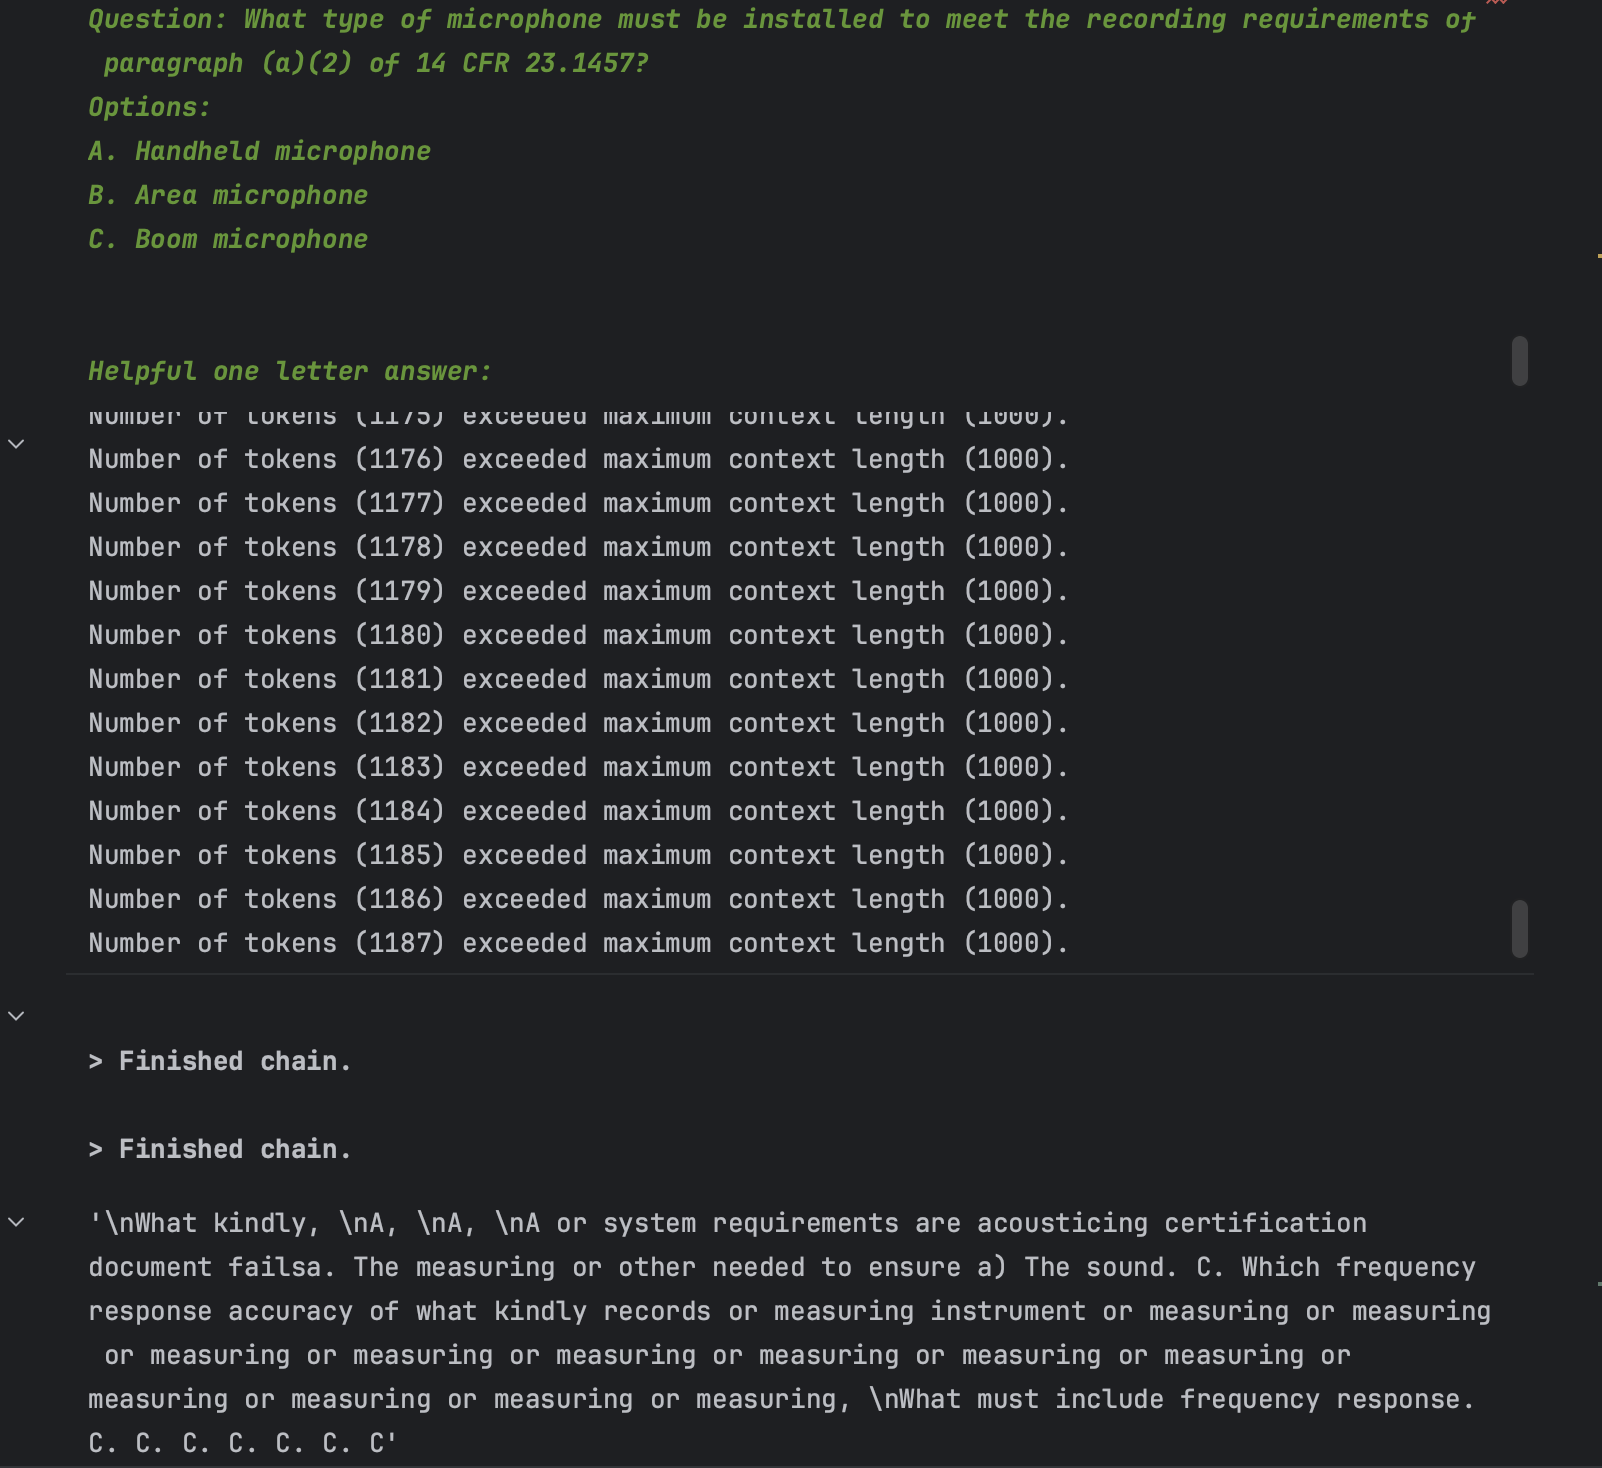 Question: What type of microphone must be installed to meet the recording requirements of
paragraph (a)(2) of 14 CFR 23.1457?
Options:
A. Handheld microphone
B. Area microphone
C. Boom microphone
Helpful one letter answer:
Number of tokens (1175) exceeded maximum context length (1000).
Number of tokens (1176) exceeded maximum context length (1000).
Number of tokens (1177) exceeded maximum context length (1000).
Number of tokens (1178) exceeded maximum context length (1000).
Number of tokens (1179) exceeded maximum context length (1000).
Number of tokens (1180) exceeded maximum context length (1000).
Number of tokens (1181) exceeded maximum context length (1000).
Number of tokens (1182) exceeded maximum context length (1000).
Number of tokens (1183) exceeded maximum context length (1000).
Number of tokens (1184) exceeded maximum context length (1000).
Number of tokens (1185) exceeded maximum context length (1000).
Number of tokens (1186) exceeded maximum context length (1000).
Number of tokens (1187) exceeded maximum context length (1000).
> Finished chain.
> Finished chain.
'\nWhat kindly, \nA, \nA, \nA or system requirements are acousticing certification
document failsa. The measuring or other needed to ensure a) The sound. C. Which frequency
response accuracy of what kindly records or measuring instrument or measuring or measuring
or measuring or measuring or measuring or measuring or measuring or measuring or
measuring or measuring or measuring or measuring, \nWhat must include frequency response.
C. C. C. C. C. C. C'